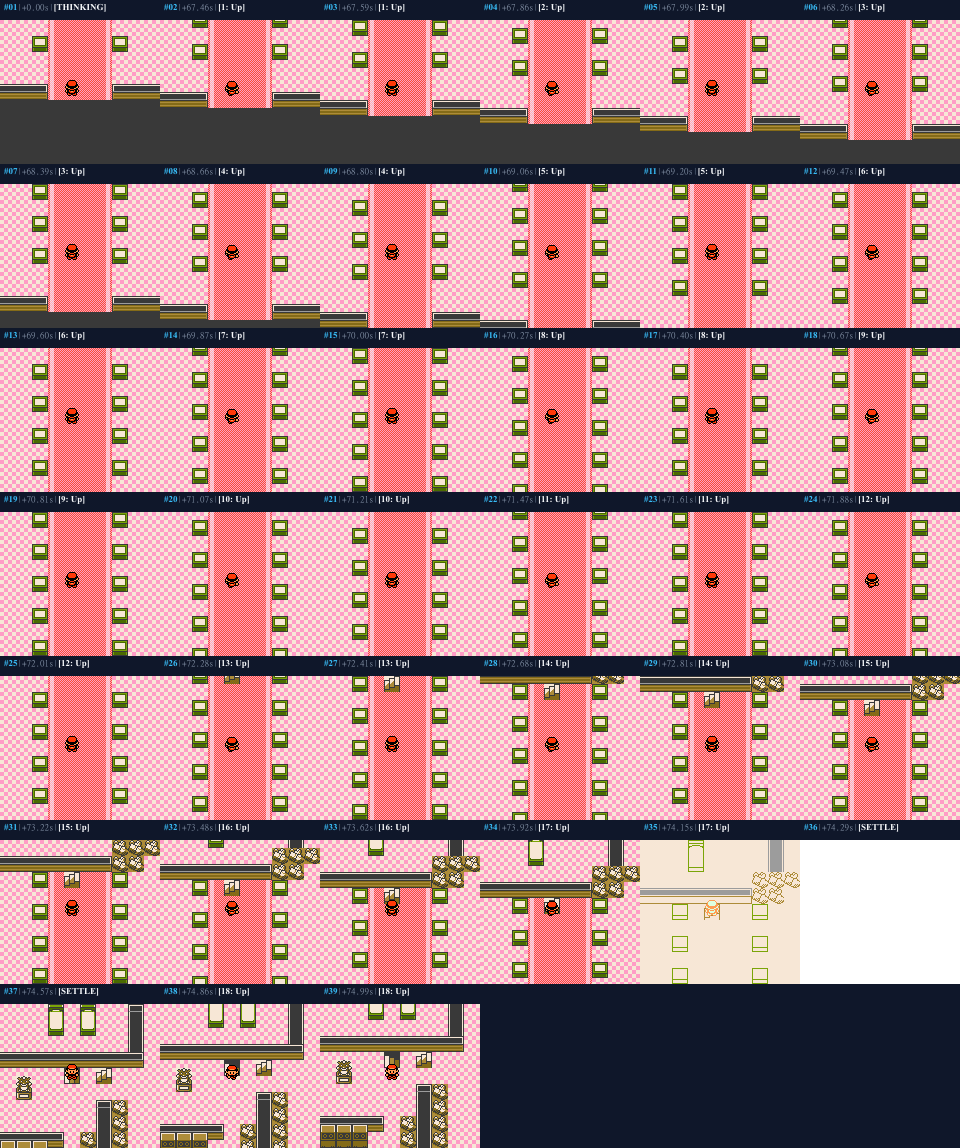 #01|+0.00s|[THINKING] #02|+67.46s|[1: Up] #03|+67.59s|[1: Up] #04|+67.86s|[2: Up] #05|+67.99s|[2: Up] #06|+68.26s|[3: Up]
#07|+68.39s|[3: Up] #08|+68.66s|[4: Up] #09|+68.80s|[4: Up] #10|+69.06s|[5: Up] #11|+69.20s|[5: Up] #12|+69.47s|[6: Up]
#13|+69.60s|[6: Up] #14|+69.87s|[7: Up] #15|+70.00s|[7: Up] #16|+70.27s|[8: Up] #17|+70.40s|[8: Up] #18|+70.67s|[9: Up]
#19|+70.81s|[9: Up] #20|+71.07s|[10: Up] #21|+71.21s|[10: Up] #22|+71.47s|[11: Up] #23|+71.61s|[11: Up] #24|+71.88s|[12: Up]
#25|+72.01s|[12: Up] #26|+72.28s|[13: Up] #27|+72.41s|[13: Up] #28|+72.68s|[14: Up] #29|+72.81s|[14: Up] #30|+73.08s|[15: Up]
#31|+73.22s|[15: Up] #32|+73.48s|[16: Up] #33|+73.62s|[16: Up] #34|+73.92s|[17: Up] #35|+74.15s|[17: Up] #36|+74.29s|[SETTLE]
#37|+74.57s|[SETTLE] #38|+74.86s|[18: Up] #39|+74.99s|[18: Up]